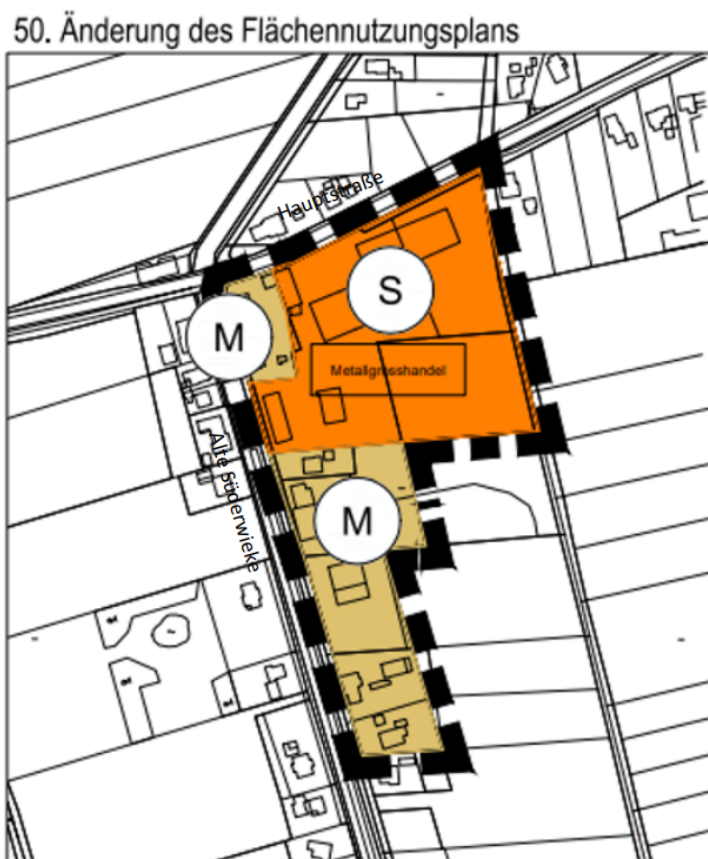 50. Änderung des Flächennutzungsplans
Hauptstraße
S
M
Metallgrosshandel
Alte Süderwieke
M